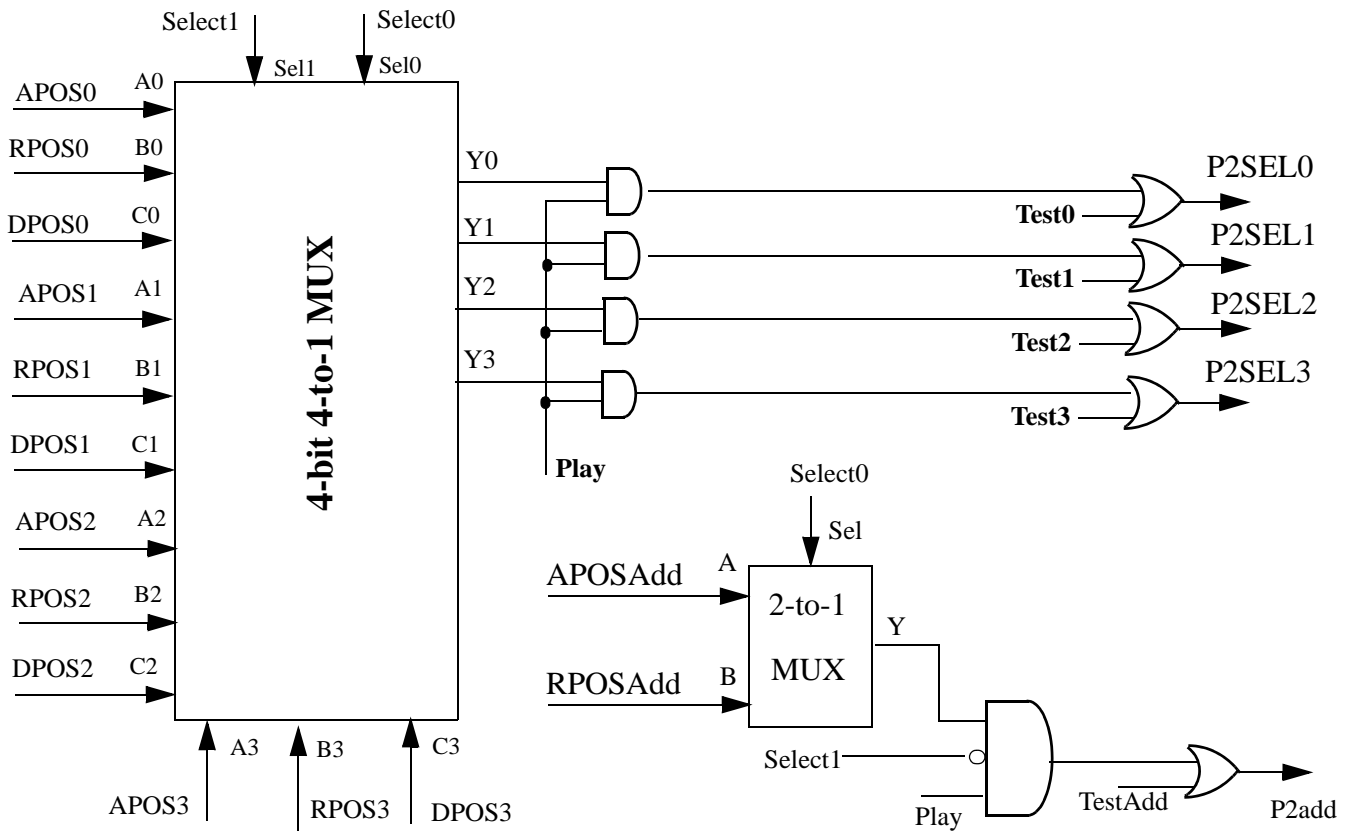 Select1
Select0
Sel1
Sel0
APOS0
A0
RPOS0
B0
DPOS0
C0
APOS1
A1
RPOS1
B1
DPOS1
C1
APOS2
A2
RPOS2
B2
DPOS2
C2
4-bit 4-to-1 MUX
A3
B3
C3
APOS3
RPOS3
DPOS3
Y0
Y1
Y2
Y3
Play
Test0
Test1
Test2
Test3
P2SEL0
P2SEL1
P2SEL2
P2SEL3
Select0
Sel
APOSAdd
A
RPOSAdd
B
2-to-1
MUX
Y
Select1
Play
TestAdd
P2add